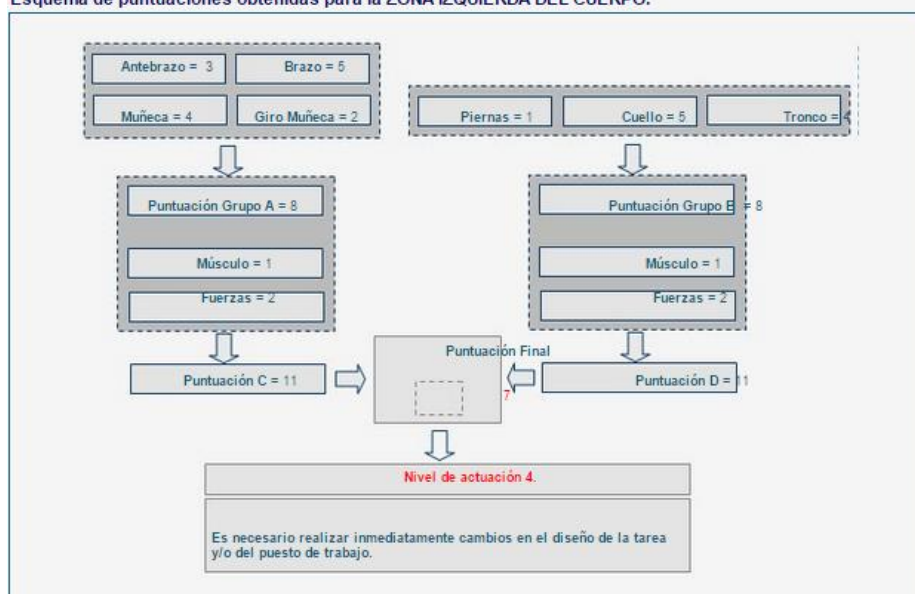 Esquema de puntuaciones obtenidas para la ZONA IZQUIERDA DEL CUERPO.
Antebrazo = 3
Brazo = 5
Muñeca = 4
Giro Muñeca = 2
Piernas = 1
Cuello = 5
Tronco = 4
Puntuación Grupo A = 8
Músculo = 1
Fuerzas = 2
Puntuación Grupo B = 8
Músculo = 1
Fuerzas = 2
Puntuación C = 11
Puntuación Final
7
Puntuación D = 11
Nivel de actuación 4.
Es necesario realizar inmediatamente cambios en el diseño de la tarea
y/o del puesto de trabajo.